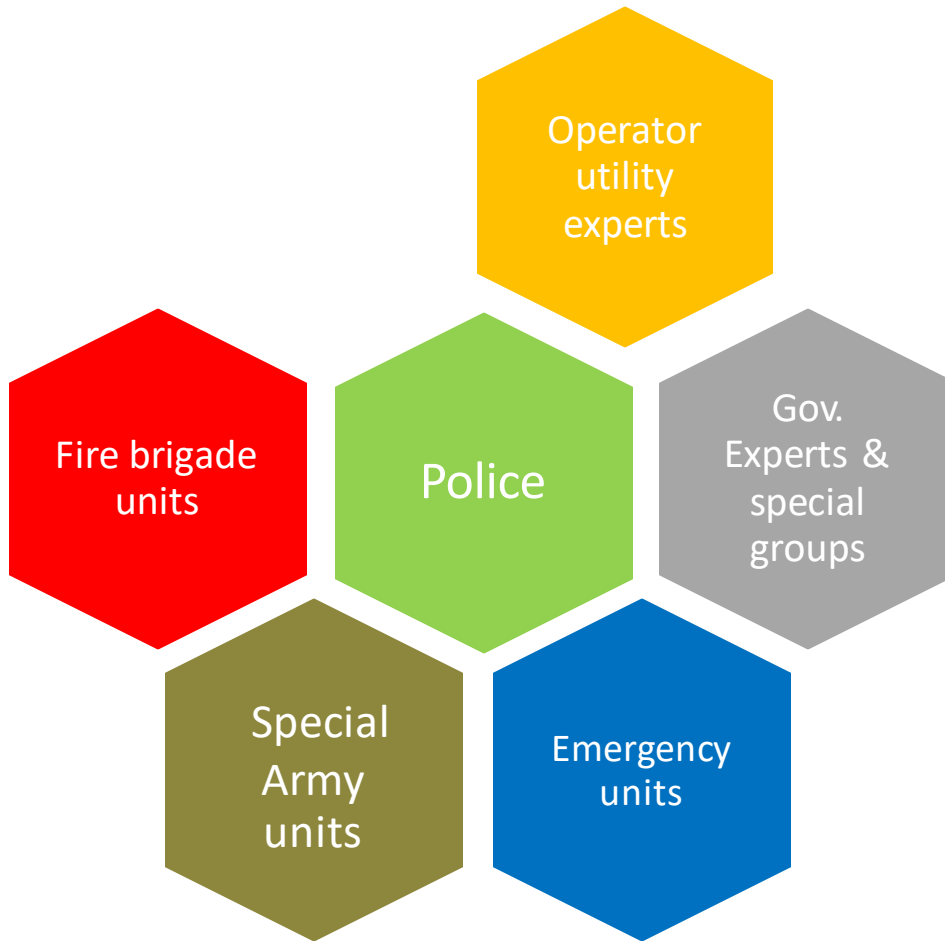 Operator
utility
experts
Fire brigade
units
Police
Gov.
Experts &
special
groups
Special
Army
units
Emergency
units